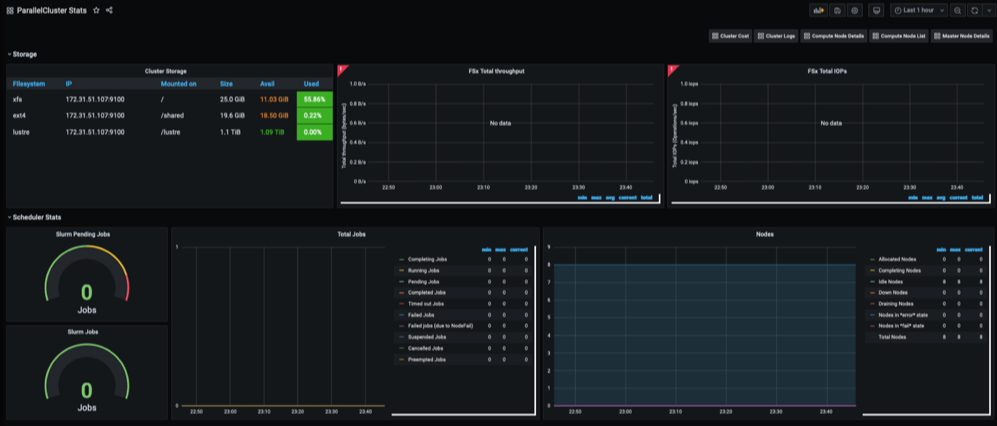 ParallelCluster Stats
Last 1 hour
Cluster Cost
Cluster Logs
Compute Node Details
Compute Node List
Master Node Details
Storage
Cluster Storage
Filesystem IP Mounted on Size Avail Used
xfs 172.31.51.107:9100 / 25.0 GiB 11.03 GiB 55.86%
ext4 172.31.51.107:9100 /shared 19.6 GiB 18.50 GiB 0.22%
lustre 172.31.51.107:9100 /lustre 1.1 TiB 1.09 TiB 0.00%
FSx Total throughput
Total throughput (bytes/sec)
1.0 B/s
0.8 B/s
0.6 B/s
0.4 B/s
0.2 B/s
0 B/s
No data
22:50 23:00 23:10 23:20 23:30 23:40
min max avg current total
FSx Total IOPs
Total IOPs (Operations/sec)
1.0 iops
0.8 iops
0.6 iops
0.4 iops
0.2 iops
0 iops
No data
22:50 23:00 23:10 23:20 23:30 23:40
min max avg current total
Scheduler Stats
Slurm Pending Jobs
0
Jobs
Slurm Jobs
0
Jobs
Total Jobs
1
0
22:50 23:00 23:10 23:20 23:30 23:40
min max current
Completing Jobs 0 0 0
Running Jobs 0 0 0
Pending Jobs 0 0 0
Completed Jobs 0 0 0
Timed out Jobs 0 0 0
Failed Jobs 0 0 0
Failed jobs (due to NodeFail) 0 0 0
Suspended Jobs 0 0 0
Cancelled Jobs 0 0 0
Preempted Jobs 0 0 0
Nodes
9
8
7
6
5
4
3
2
1
0
22:50 23:00 23:10 23:20 23:30 23:40
min max current
Allocated Nodes 0 0 0
Completing Nodes 0 0 0
Idle Nodes 8 8 8
Down Nodes 0 0 0
Draining Nodes 0 0 0
Nodes in *error* state 0 0 0
Nodes in *fail* state 0 0 0
Total Nodes 8 8 8